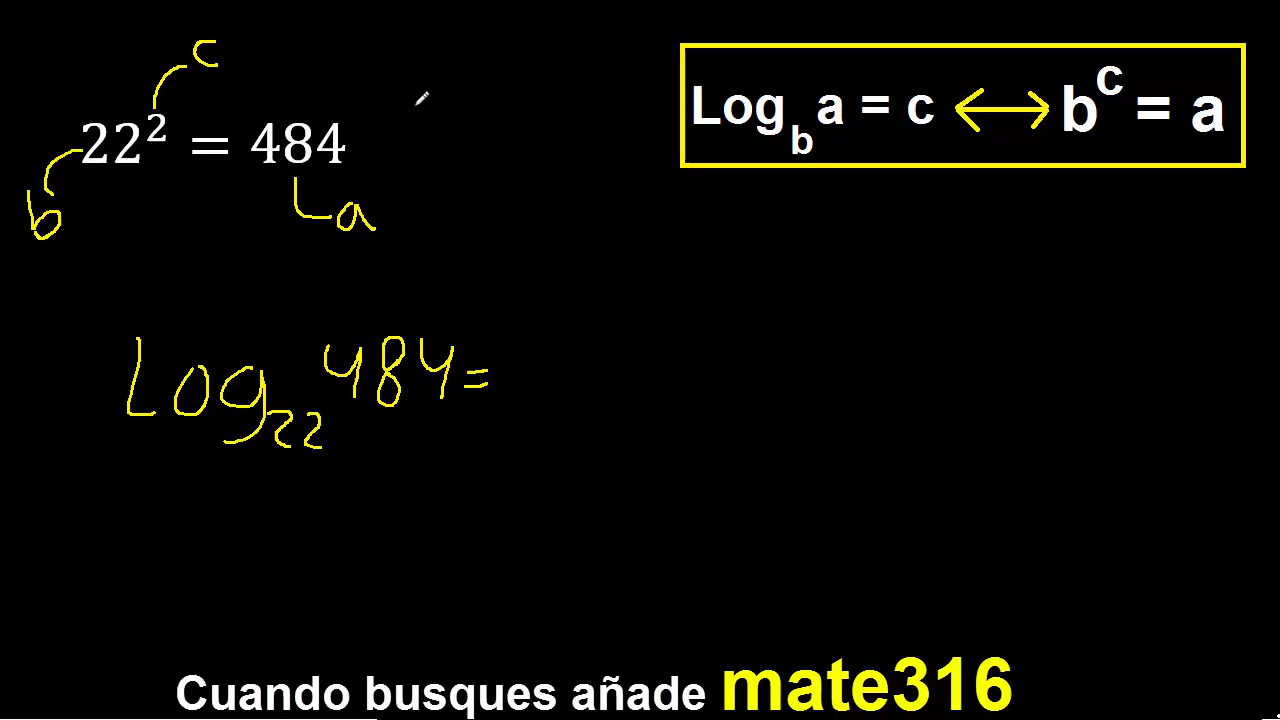 c
22² = 484
b
a
Log_b a = c ↔ b^c = a
Log₂₂ 484 =
Cuando busques añade mate316